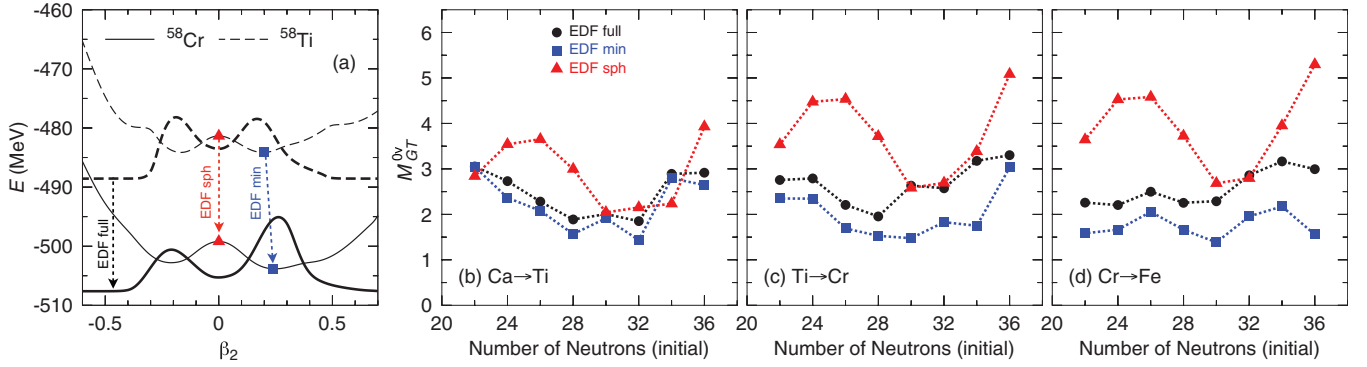 -460
-470
-480
-490
-500
-510
E (MeV)
⁵⁸Cr
⁵⁸Ti
(a)
EDF full
EDF sph
EDF min
-0.5
0
0.5
β₂
6
5
4
3
2
1
0
M⁰ᵛ_GT
EDF full
EDF min
EDF sph
(b) Ca→Ti
20
24
28
32
36
Number of Neutrons (initial)
(c) Ti→Cr
20
24
28
32
36
Number of Neutrons (initial)
(d) Cr→Fe
20
24
28
32
36
Number of Neutrons (initial)